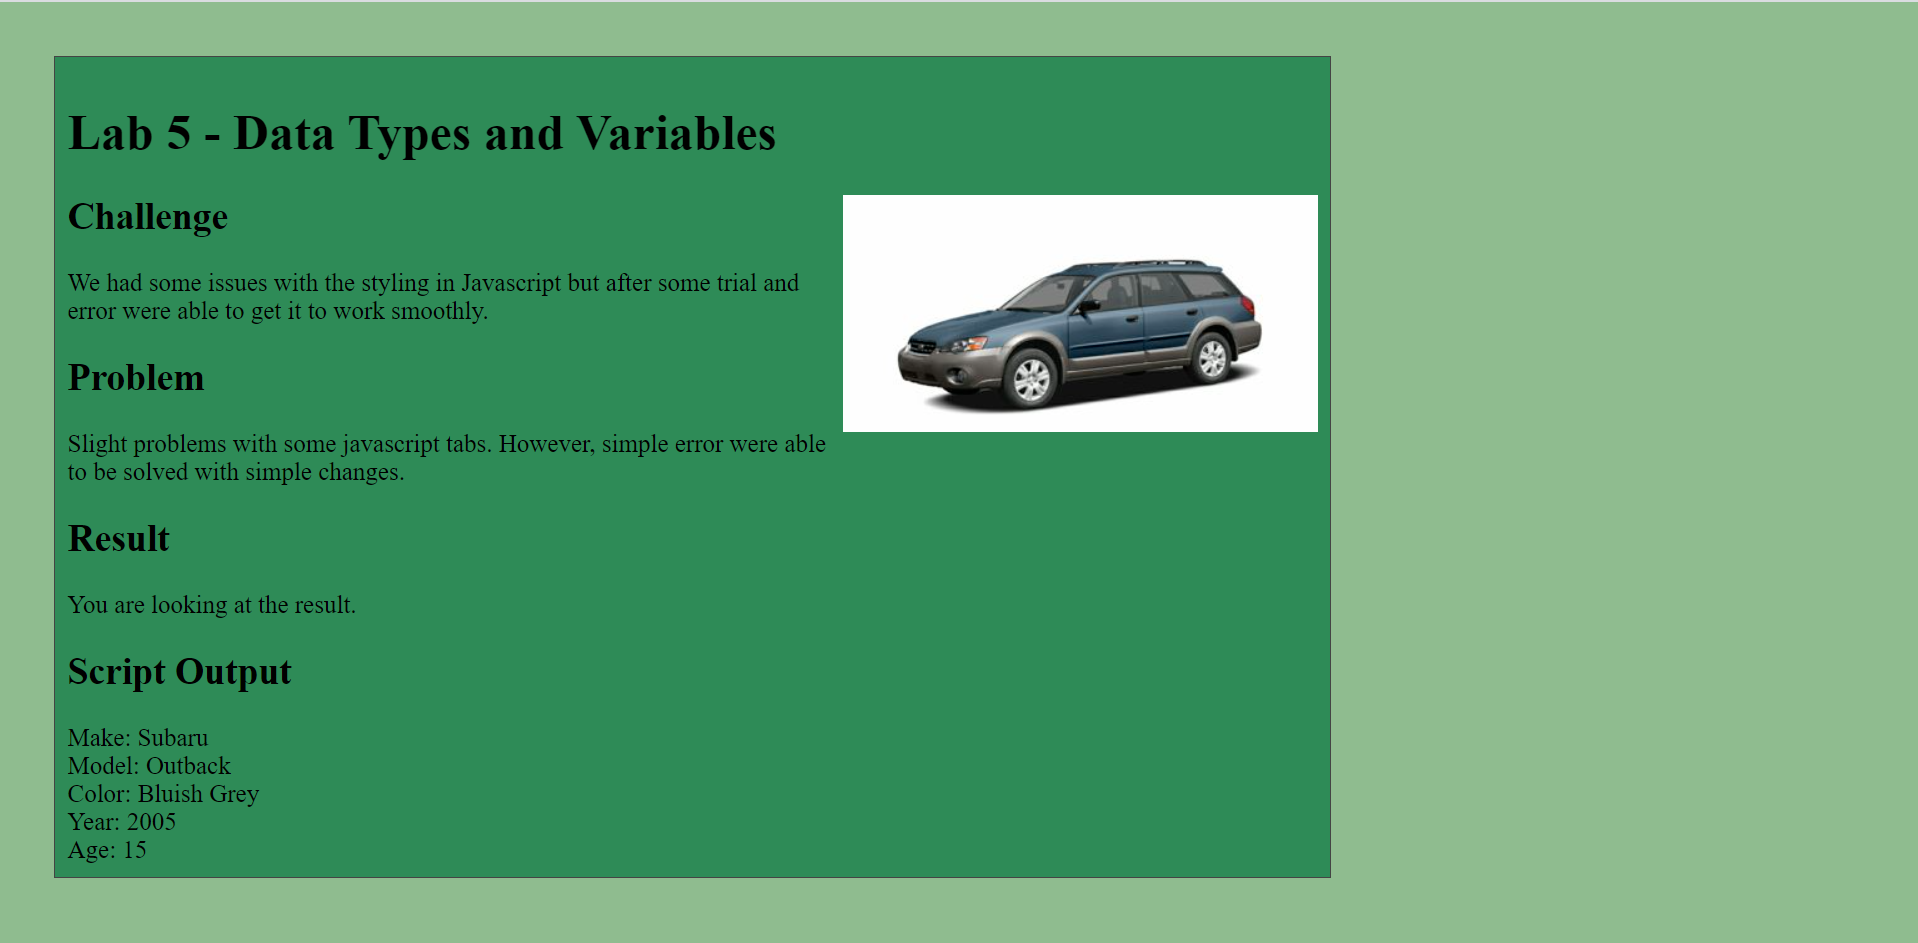 Lab 5 - Data Types and Variables
Challenge
We had some issues with the styling in Javascript but after some trial and
error were able to get it to work smoothly.
Problem
Slight problems with some javascript tabs. However, simple error were able
to be solved with simple changes.
Result
You are looking at the result.
Script Output
Make: Subaru
Model: Outback
Color: Bluish Grey
Year: 2005
Age: 15